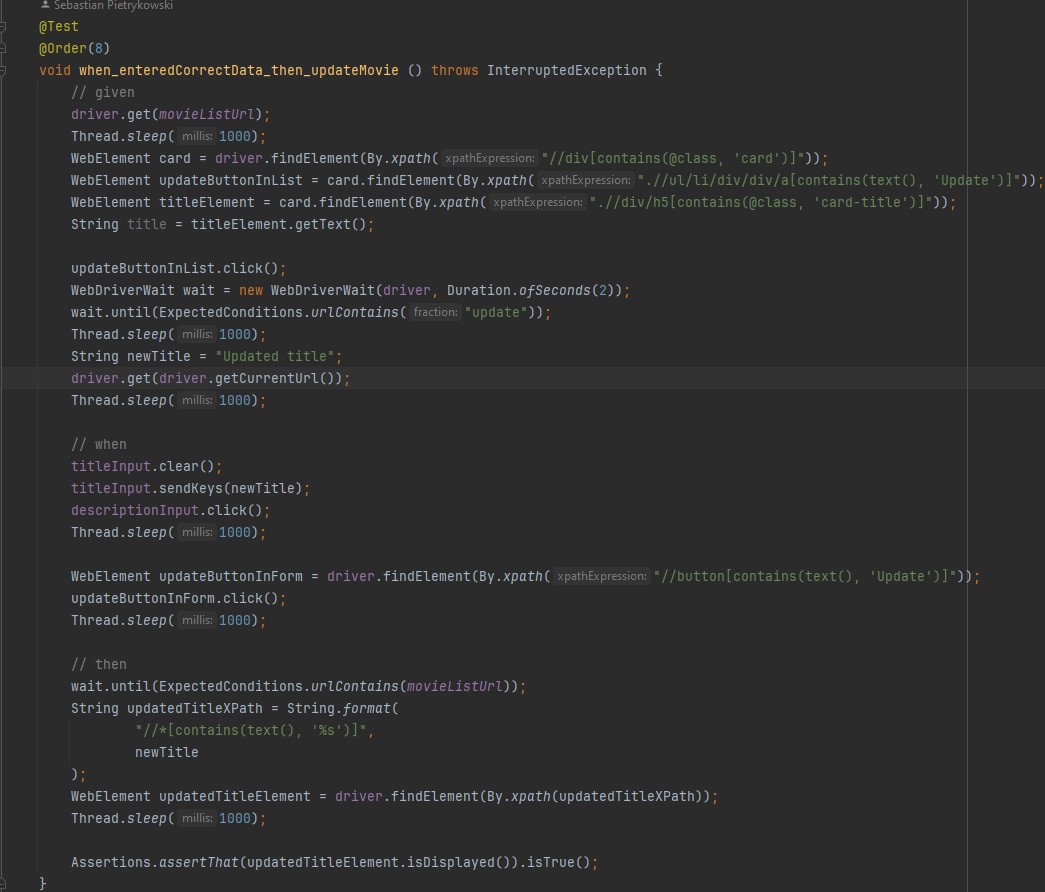 Sebastian Pietrykowski
@Test
@Order(8)
void when_enteredCorrectData_then_updateMovie () throws InterruptedException {
// given
driver.get(movieListUrl);
Thread.sleep( millis: 1000);
WebElement card = driver.findElement(By.xpath( xpathExpression: "//div[contains(@class, 'card')]"));
WebElement updateButtonInList = card.findElement(By.xpath( xpathExpression: ".//ul/li/div/div/a[contains(text(), 'Update')]"));
WebElement titleElement = card.findElement(By.xpath( xpathExpression: ".//div/h5[contains(@class, 'card-title')]"));
String title = titleElement.getText();
updateButtonInList.click();
WebDriverWait wait = new WebDriverWait(driver, Duration.ofSeconds(2));
wait.until(ExpectedConditions.urlContains( fraction: "update"));
Thread.sleep( millis: 1000);
String newTitle = "Updated title";
driver.get(driver.getCurrentUrl());
Thread.sleep( millis: 1000);
// when
titleInput.clear();
titleInput.sendKeys(newTitle);
descriptionInput.click();
Thread.sleep( millis: 1000);
WebElement updateButtonInForm = driver.findElement(By.xpath( xpathExpression: "//button[contains(text(), 'Update')]"));
updateButtonInForm.click();
Thread.sleep( millis: 1000);
// then
wait.until(ExpectedConditions.urlContains(movieListUrl));
String updatedTitleXPath = String.format(
"//*[contains(text(), '%s')]",
newTitle
);
WebElement updatedTitleElement = driver.findElement(By.xpath(updatedTitleXPath));
Thread.sleep( millis: 1000);
Assertions.assertThat(updatedTitleElement.isDisplayed()).isTrue();
}